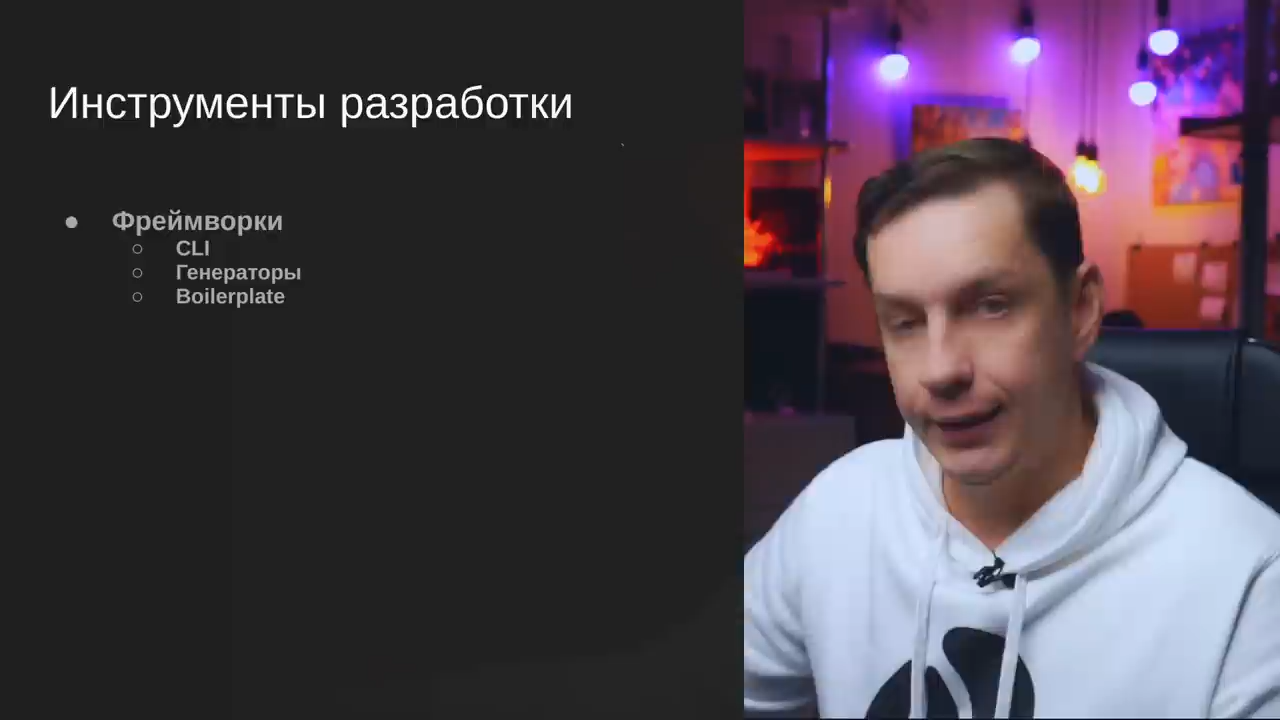 Инструменты разработки
Фреймворки
CLI
Генераторы
Boilerplate